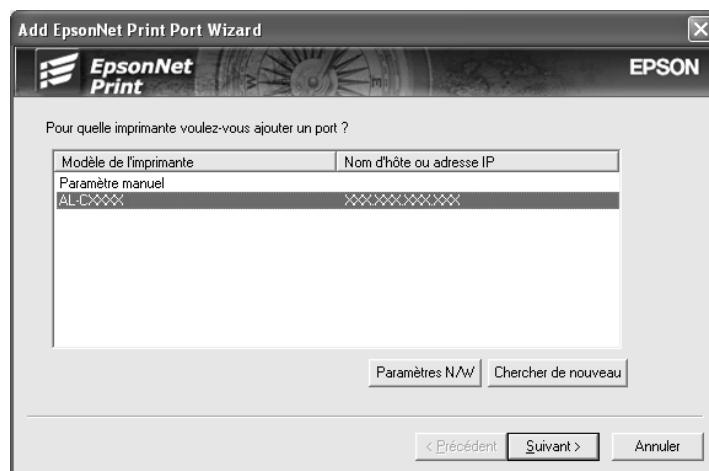 Add EpsonNet Print Port Wizard
EpsonNet
Print
EPSON
Pour quelle imprimante voulez-vous ajouter un port ?
Modèle de l'imprimante Nom d'hôte ou adresse IP
Paramètre manuel
AL-CXXXX XXX.XXX.XXX.XXX
Paramètres N/W Chercher de nouveau
< Précédent Suivant > Annuler